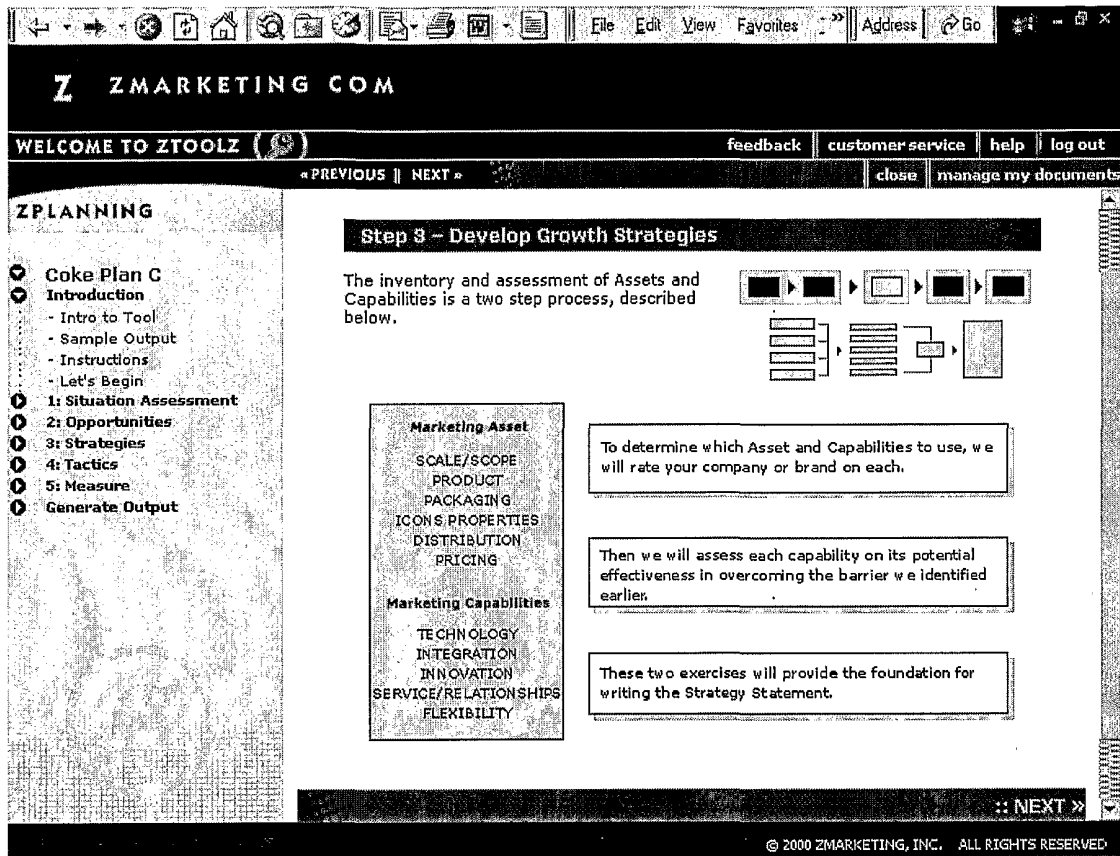 File Edit View Favorites » Address Go
Z ZMARKETING COM
WELCOME TO ZTOOLZ
feedback || customer service || help || log out
« PREVIOUS || NEXT »
close || manage my documents
ZPLANNING
Coke Plan C
Introduction
- Intro to Tool
- Sample Output
- Instructions
- Let's Begin
1: Situation Assessment
2: Opportunities
3: Strategies
4: Tactics
5: Measure
Generate Output
Step 3 – Develop Growth Strategies
The inventory and assessment of Assets and
Capabilities is a two step process, described
below.
Marketing Asset
SCALE/SCOPE
PRODUCT
PACKAGING
ICONS PROPERTIES
DISTRIBUTION
PRICING
Marketing Capabilities
TECHNOLOGY
INTEGRATION
INNOVATION
SERVICE/RELATIONSHIPS
FLEXIBILITY
To determine which Asset and Capabilities to use, we
will rate your company or brand on each.
Then we will assess each capability on its potential
effectiveness in overcoming the barrier we identified
earlier.
These two exercises will provide the foundation for
writing the Strategy Statement.
:: NEXT »
© 2000 ZMARKETING, INC. ALL RIGHTS RESERVED